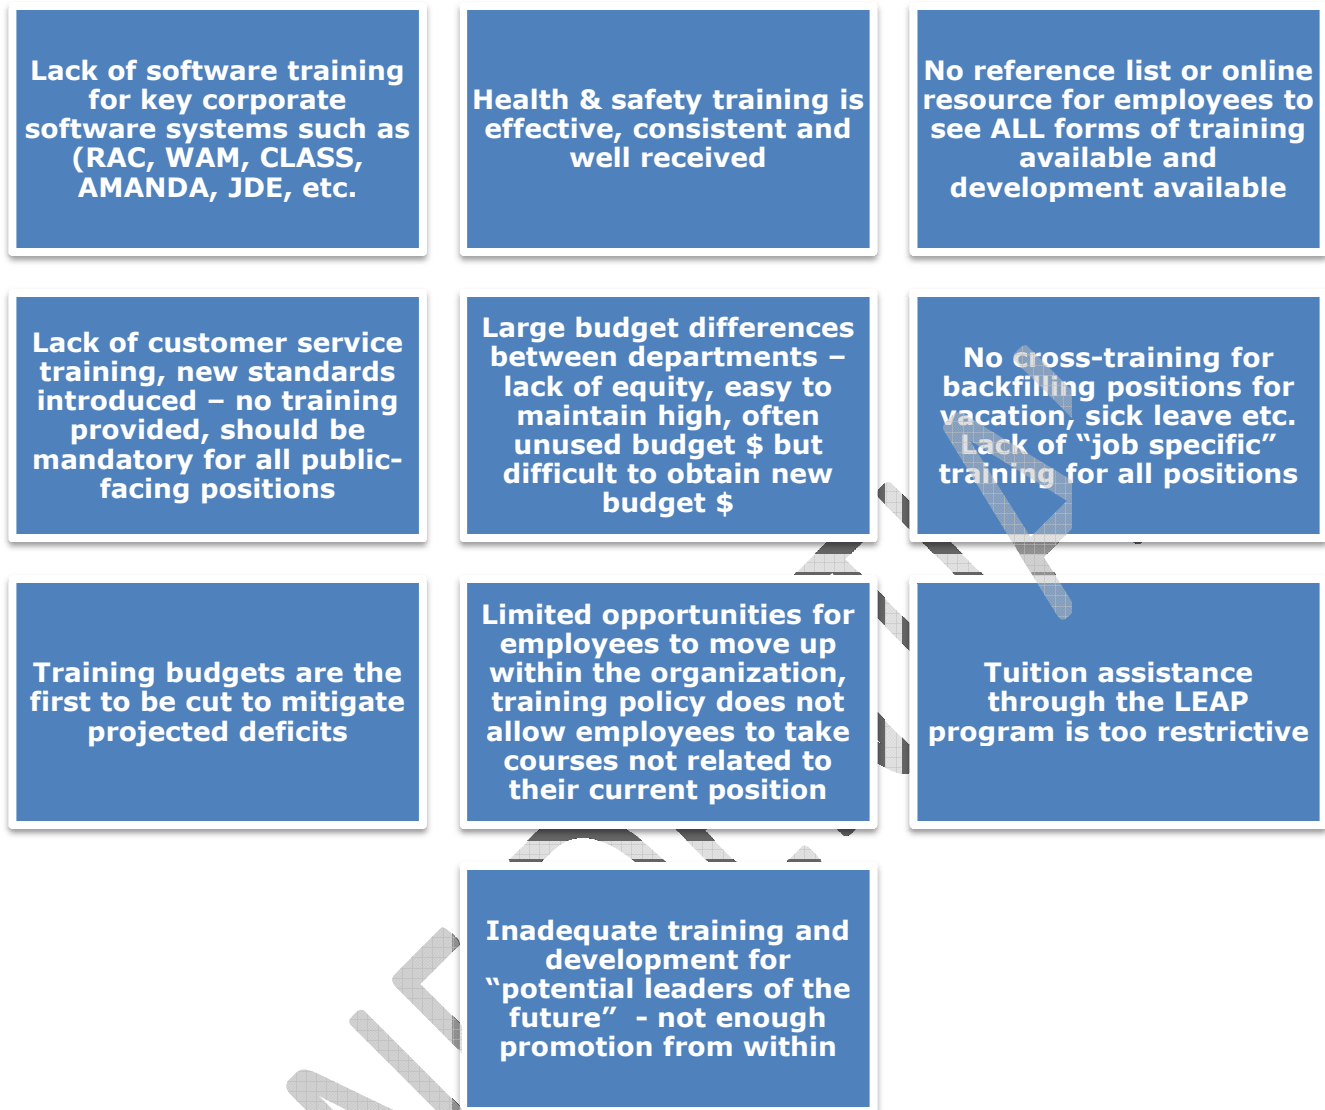 Lack of software training
for key corporate
software systems such as
(RAC, WAM, CLASS,
AMANDA, JDE, etc.
Health & safety training is
effective, consistent and
well received
No reference list or online
resource for employees to
see ALL forms of training
available and
development available
Lack of customer service
training, new standards
introduced – no training
provided, should be
mandatory for all public-
facing positions
Large budget differences
between departments –
lack of equity, easy to
maintain high, often
unused budget $ but
difficult to obtain new
budget $
No cross-training for
backfilling positions for
vacation, sick leave etc.
Lack of “job specific”
training for all positions
Training budgets are the
first to be cut to mitigate
projected deficits
Limited opportunities for
employees to move up
within the organization,
training policy does not
allow employees to take
courses not related to
their current position
Tuition assistance
through the LEAP
program is too restrictive
Inadequate training and
development for
“potential leaders of the
future”  - not enough
promotion from within